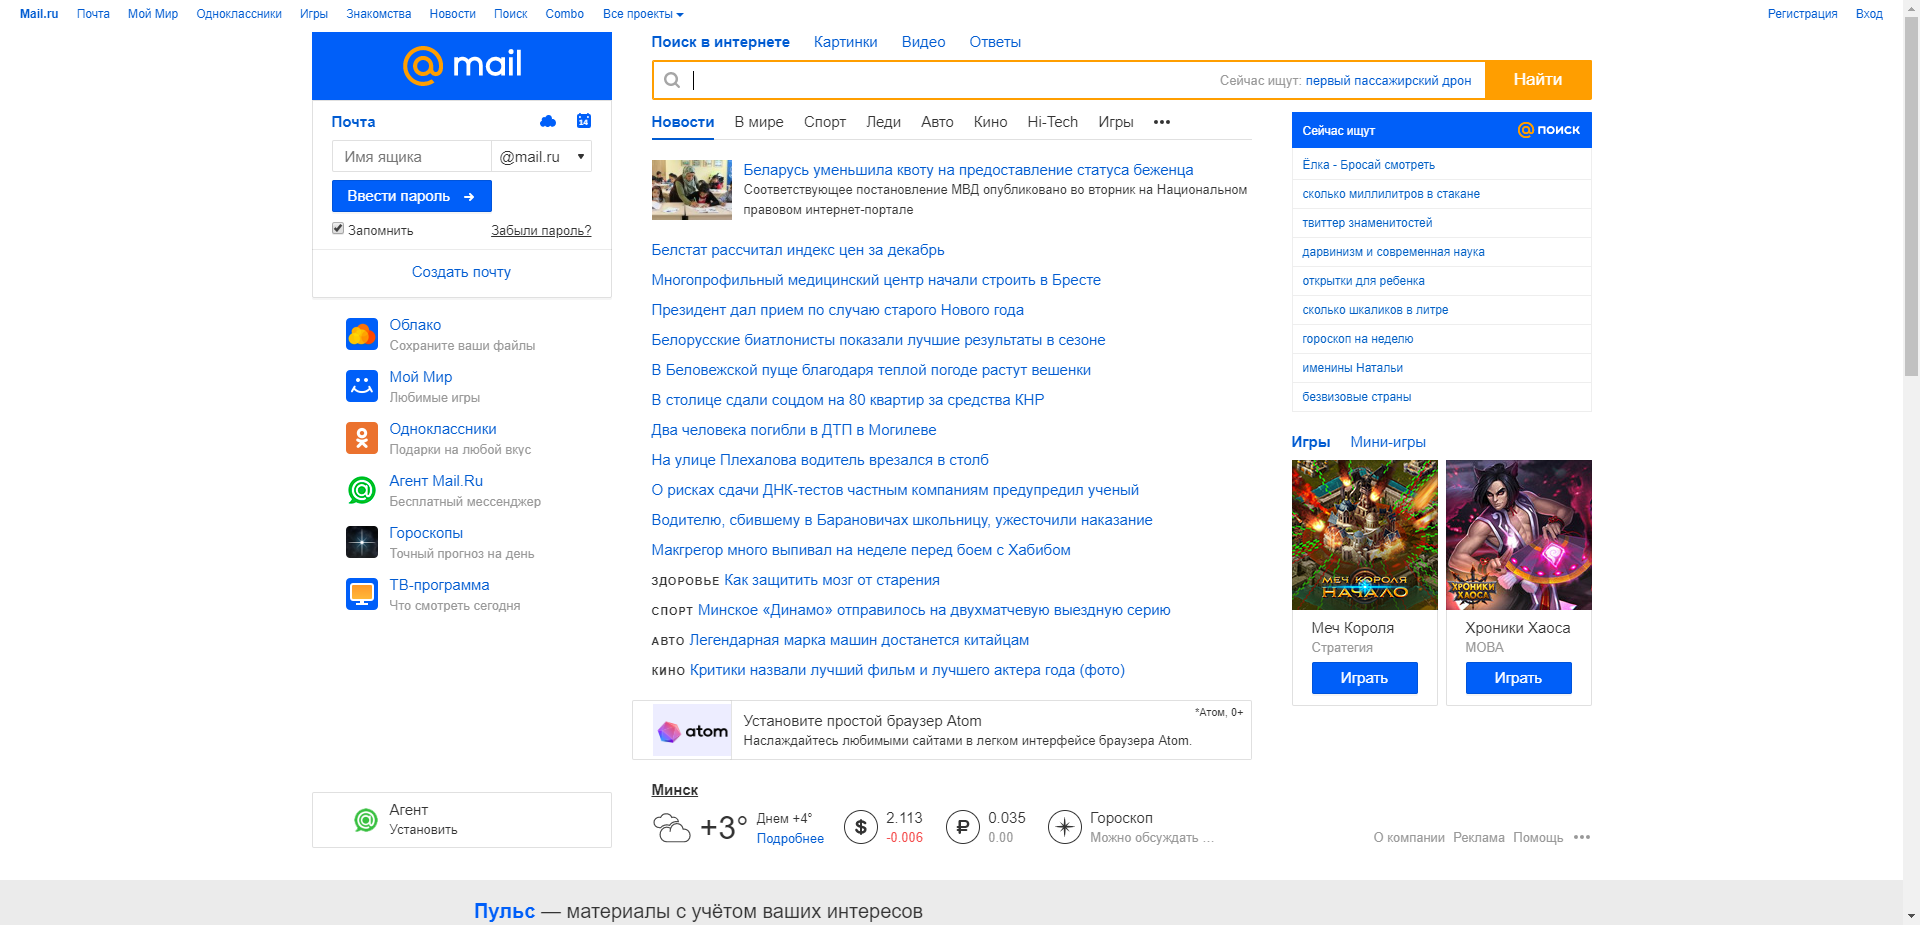 Mail.ru Почта Мой Мир Одноклассники Игры Знакомства Новости Поиск Combo Все проекты Регистрация Вход
@mail
Почта
14
Имя ящика @mail.ru
Ввести пароль →
Запомнить Забыли пароль?
Создать почту
Облако
Сохраните ваши файлы
Мой Мир
Любимые игры
Одноклассники
Подарки на любой вкус
Агент Mail.Ru
Бесплатный мессенджер
Гороскопы
Точный прогноз на день
ТВ-программа
Что смотреть сегодня
Агент
Установить
Поиск в интернете Картинки Видео Ответы
Сейчас ищут: первый пассажирский дрон Найти
Новости В мире Спорт Леди Авто Кино Hi-Tech Игры •••
Беларусь уменьшила квоту на предоставление статуса беженца
Соответствующее постановление МВД опубликовано во вторник на Национальном
правовом интернет-портале
Белстат рассчитал индекс цен за декабрь
Многопрофильный медицинский центр начали строить в Бресте
Президент дал прием по случаю старого Нового года
Белорусские биатлонисты показали лучшие результаты в сезоне
В Беловежской пуще благодаря теплой погоде растут вешенки
В столице сдали соцдом на 80 квартир за средства КНР
Два человека погибли в ДТП в Могилеве
На улице Плехалова водитель врезался в столб
О рисках сдачи ДНК-тестов частным компаниям предупредил ученый
Водителю, сбившему в Барановичах школьницу, ужесточили наказание
Макгрегор много выпивал на неделе перед боем с Хабибом
ЗДОРОВЬЕ Как защитить мозг от старения
СПОРТ Минское «Динамо» отправилось на двухматчевую выездную серию
АВТО Легендарная марка машин достанется китайцам
КИНО Критики назвали лучший фильм и лучшего актера года (фото)
atom
Установите простой браузер Atom
*Атом, 0+
Наслаждайтесь любимыми сайтами в легком интерфейсе браузера Atom.
Минск
+3° Днем +4° $ 2.113 ₽ 0.035 Гороскоп
Подробнее -0.006 0.00 Можно обсуждать ...
Сейчас ищут @ПОИСК
Ёлка - Бросай смотреть
сколько миллилитров в стакане
твиттер знаменитостей
дарвинизм и современная наука
открытки для ребенка
сколько шкаликов в литре
гороскоп на неделю
именины Натальи
безвизовые страны
Игры Мини-игры
МЕЧ КОРОЛЯ
НАЧАЛО
ХРОНИКИ
ХАОСА
Меч Короля
Стратегия
Играть
Хроники Хаоса
МОВА
Играть
О компании Реклама Помощь •••
Пульс — материалы с учётом ваших интересов